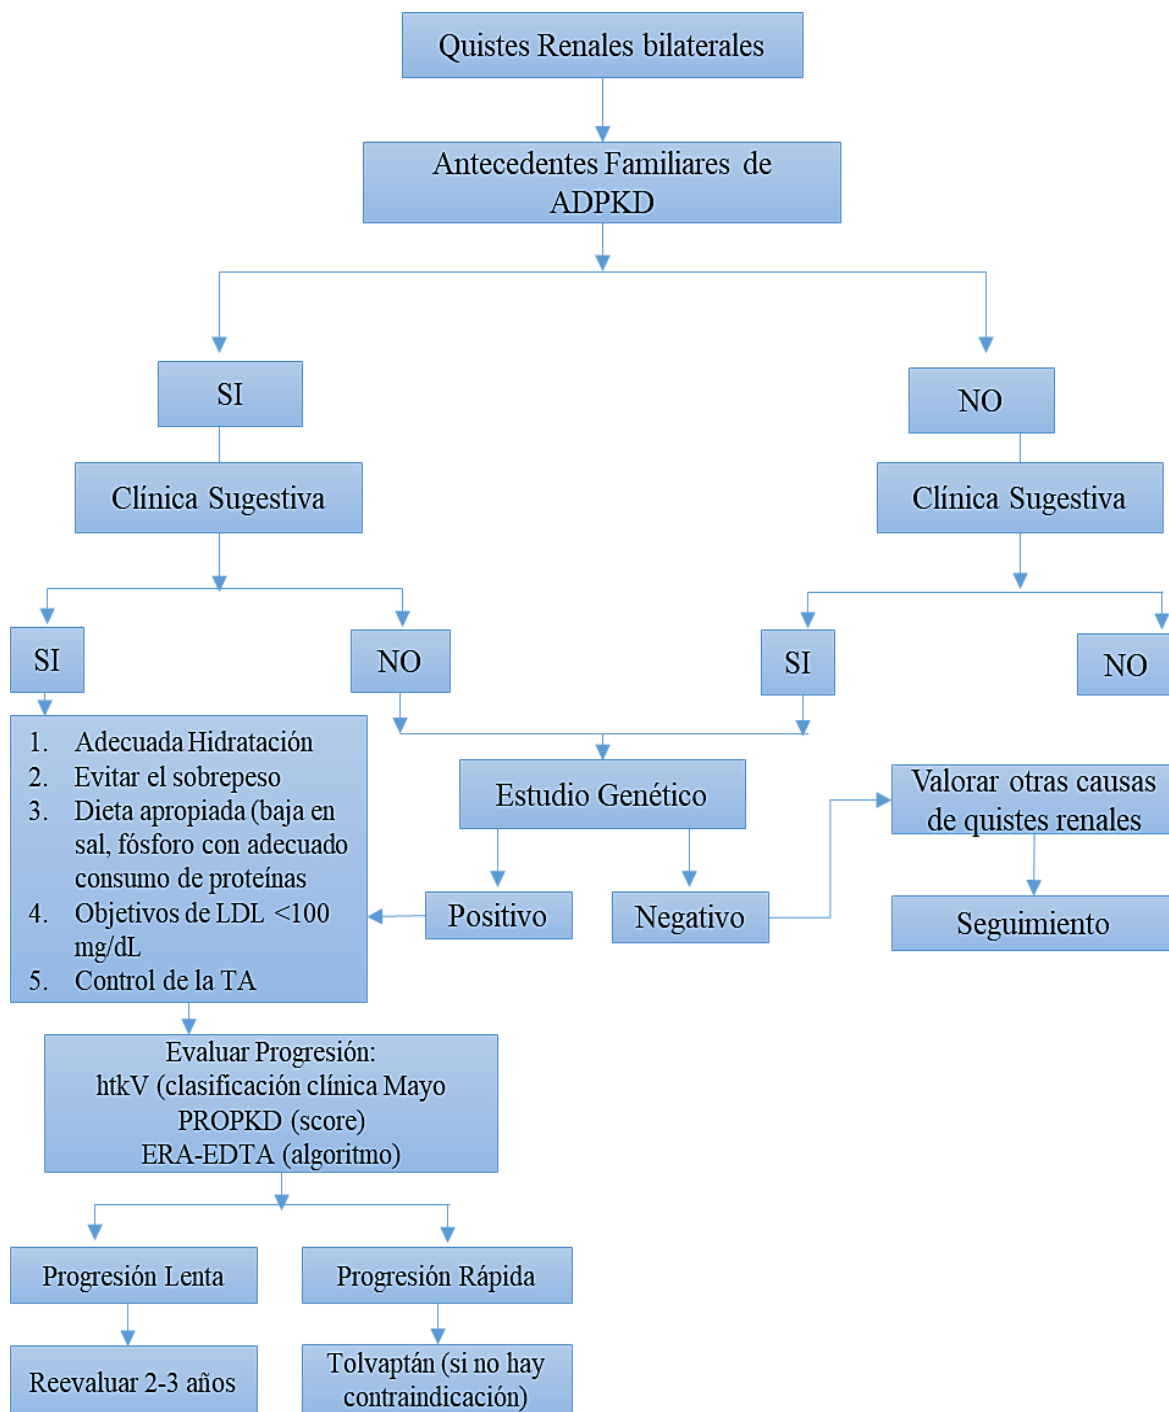 Quistes Renales bilaterales
Antecedentes Familiares de
ADPKD
SI
NO
Clínica Sugestiva
Clínica Sugestiva
SI
NO
SI
NO
1. Adecuada Hidratación
2. Evitar el sobrepeso
3. Dieta apropiada (baja en
sal, fósforo con adecuado
consumo de proteínas
4. Objetivos de LDL <100
mg/dL
5. Control de la TA
Estudio Genético
Valorar otras causas
de quistes renales
Positivo
Negativo
Seguimiento
Evaluar Progresión:
htkV (clasificación clínica Mayo
PROPKD (score)
ERA-EDTA (algoritmo)
Progresión Lenta
Progresión Rápida
Reevaluar 2-3 años
Tolvaptán (si no hay
contraindicación)